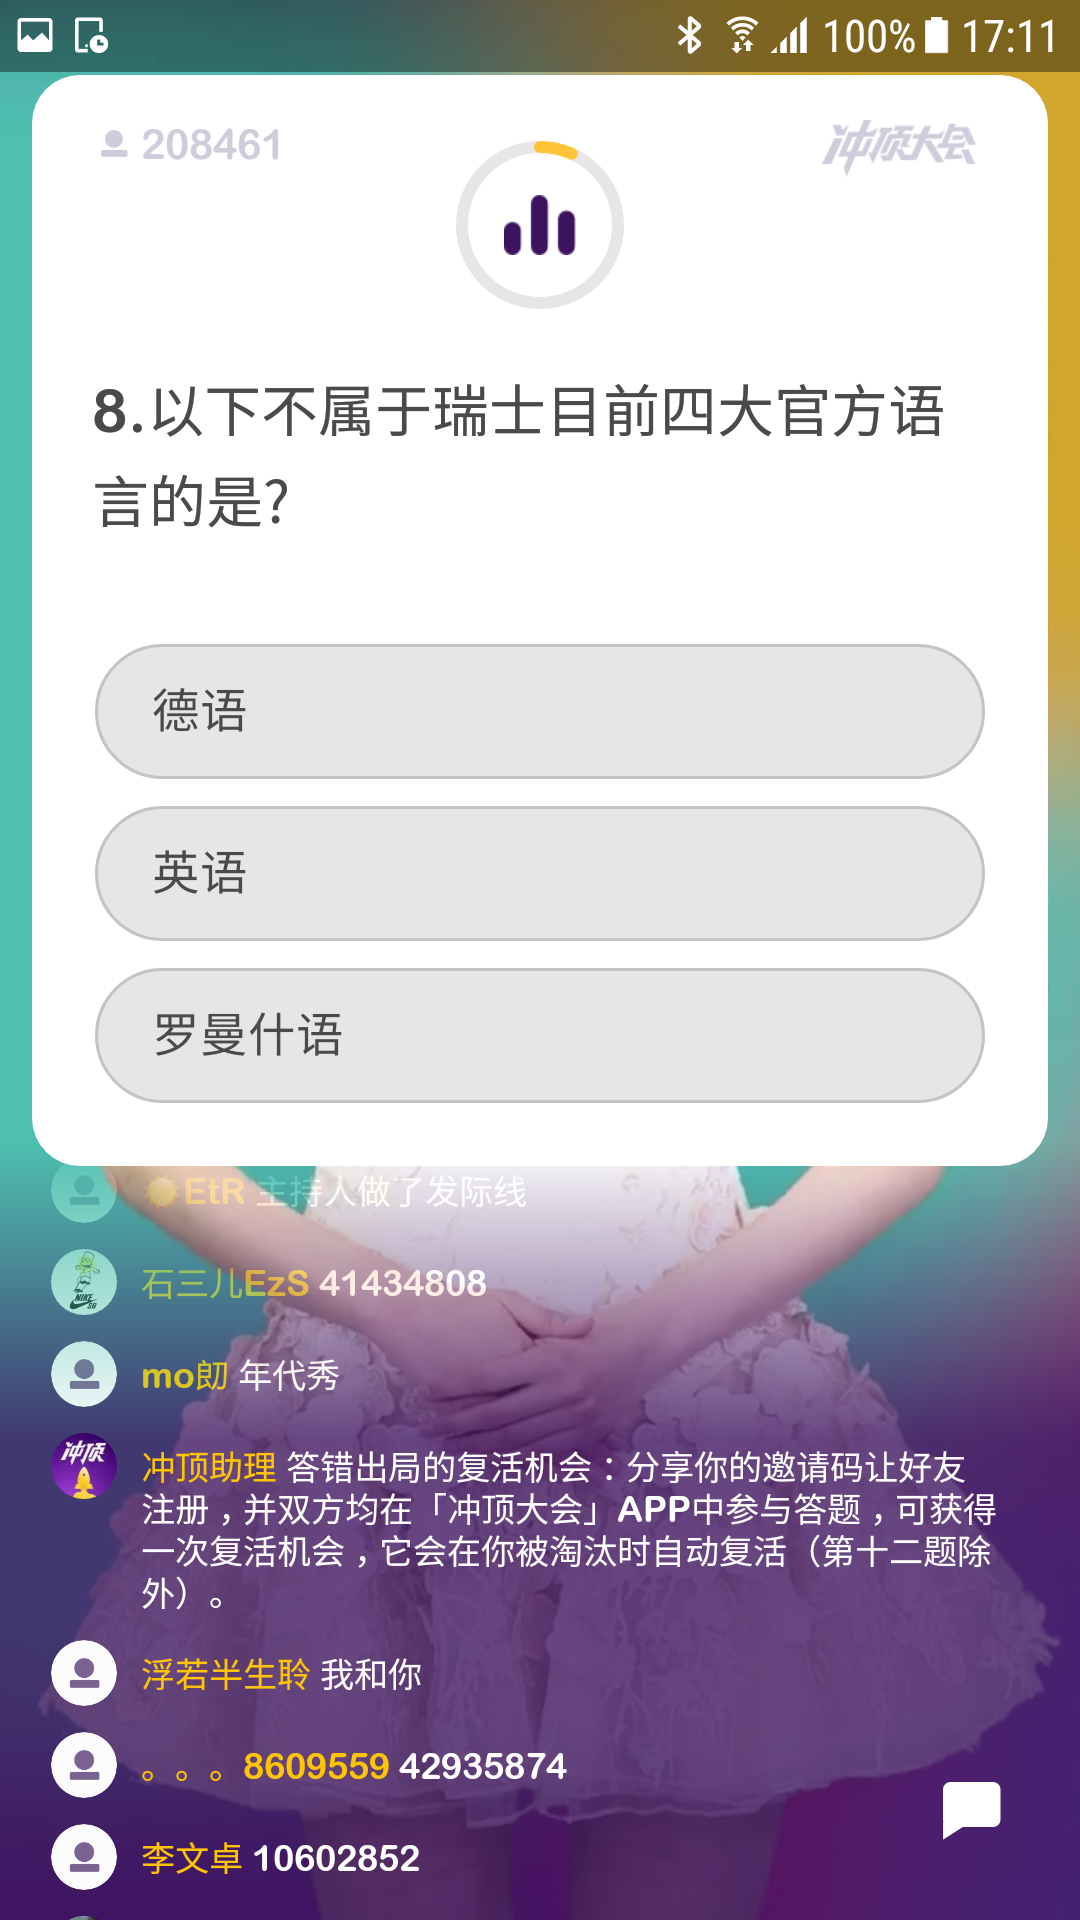 100% 17:11
208461
冲顶大会
8.以下不属于瑞士目前四大官方语
言的是?
德语
英语
罗曼什语
EtR 主持人做了发际线
石三儿EzS 41434808
mo郎 年代秀
冲顶
冲顶助理 答错出局的复活机会：分享你的邀请码让好友
注册，并双方均在「冲顶大会」APP中参与答题，可获得
一次复活机会，它会在你被淘汰时自动复活（第十二题除
外）。
浮若半生聆 我和你
。。。8609559 42935874
李文卓 10602852